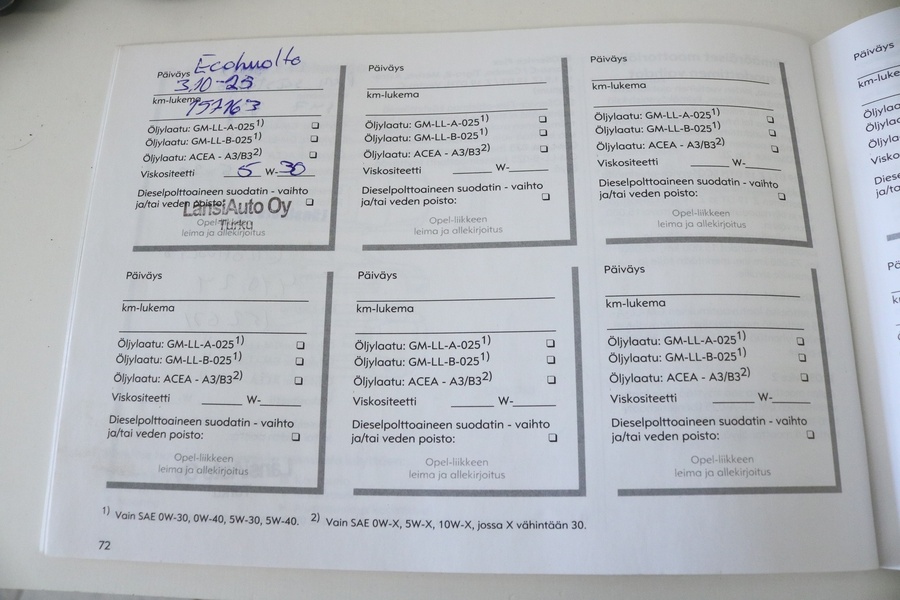 Ecohuolto
Päiväys
3.10-23
km-lukema
157163
Öljylaatu: GM-LL-A-025 1)
Öljylaatu: GM-LL-B-025 1)
Öljylaatu: ACEA - A3/B3 2)
Viskositeetti 5 W- 30
Dieselpolttoaineen suodatin - vaihto
ja/tai veden poisto:
LänsiAuto Oy
Turku
Opel-liikkeen
leima ja allekirjoitus
Päiväys
km-lukema
Öljylaatu: GM-LL-A-025 1)
Öljylaatu: GM-LL-B-025 1)
Öljylaatu: ACEA - A3/B3 2)
Viskositeetti W-
Dieselpolttoaineen suodatin - vaihto
ja/tai veden poisto:
Opel-liikkeen
leima ja allekirjoitus
Päiväys
km-lukema
Öljylaatu: GM-LL-A-025 1)
Öljylaatu: GM-LL-B-025 1)
Öljylaatu: ACEA - A3/B3 2)
Viskositeetti W-
Dieselpolttoaineen suodatin - vaihto
ja/tai veden poisto:
Opel-liikkeen
leima ja allekirjoitus
Päiväys
km-lukema
Öljylaatu: GM-LL-A-025 1)
Öljylaatu: GM-LL-B-025 1)
Öljylaatu: ACEA - A3/B3 2)
Viskositeetti W-
Dieselpolttoaineen suodatin - vaihto
ja/tai veden poisto:
Opel-liikkeen
leima ja allekirjoitus
Päiväys
km-lukema
Öljylaatu: GM-LL-A-025 1)
Öljylaatu: GM-LL-B-025 1)
Öljylaatu: ACEA - A3/B3 2)
Viskositeetti W-
Dieselpolttoaineen suodatin - vaihto
ja/tai veden poisto:
Opel-liikkeen
leima ja allekirjoitus
Päiväys
km-lukema
Öljylaatu: GM-LL-A-025 1)
Öljylaatu: GM-LL-B-025 1)
Öljylaatu: ACEA - A3/B3 2)
Viskositeetti W-
Dieselpolttoaineen suodatin - vaihto
ja/tai veden poisto:
Opel-liikkeen
leima ja allekirjoitus
1) Vain SAE 0W-30, 0W-40, 5W-30, 5W-40. 2) Vain SAE 0W-X, 5W-X, 10W-X, jossa X vähintään 30.
72
Päiväys